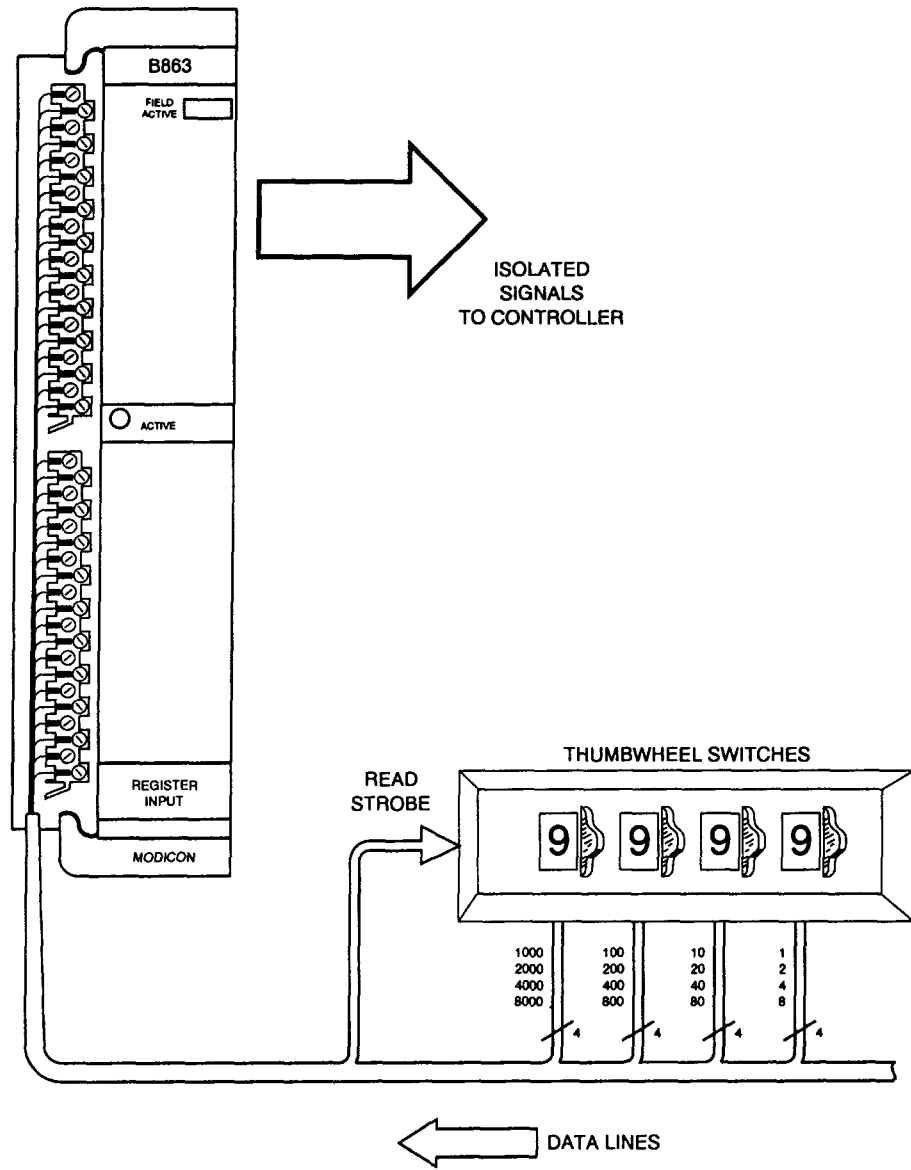 B863
FIELD
ACTIVE
ISOLATED
SIGNALS
TO CONTROLLER
ACTIVE
REGISTER
INPUT
MODICON
READ
STROBE
THUMBWHEEL SWITCHES
9 9 9 9
1000 100 10 1
2000 200 20 2
4000 400 40 4
8000 800 80 8
4 4 4 4
DATA LINES